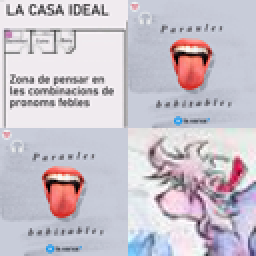 LA CASA IDEAL
Zona de pensar en
les combinacions de
pronoms febles
Paraules
habitables
Paraules
habitables